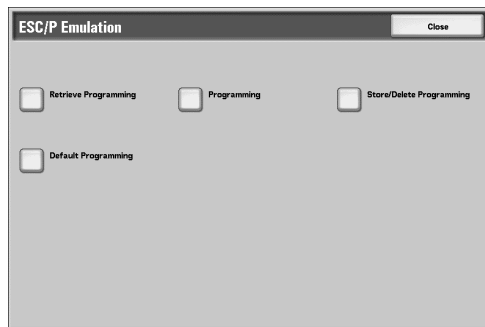 ESC/P Emulation
Close
Retrieve Programming
Programming
Store/Delete Programming
Default Programming